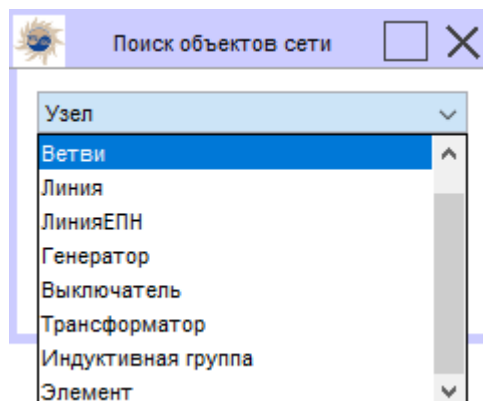 Поиск объектов сети
Узел
Ветви
Линия
ЛинияЕПН
Генератор
Выключатель
Трансформатор
Индуктивная группа
Элемент